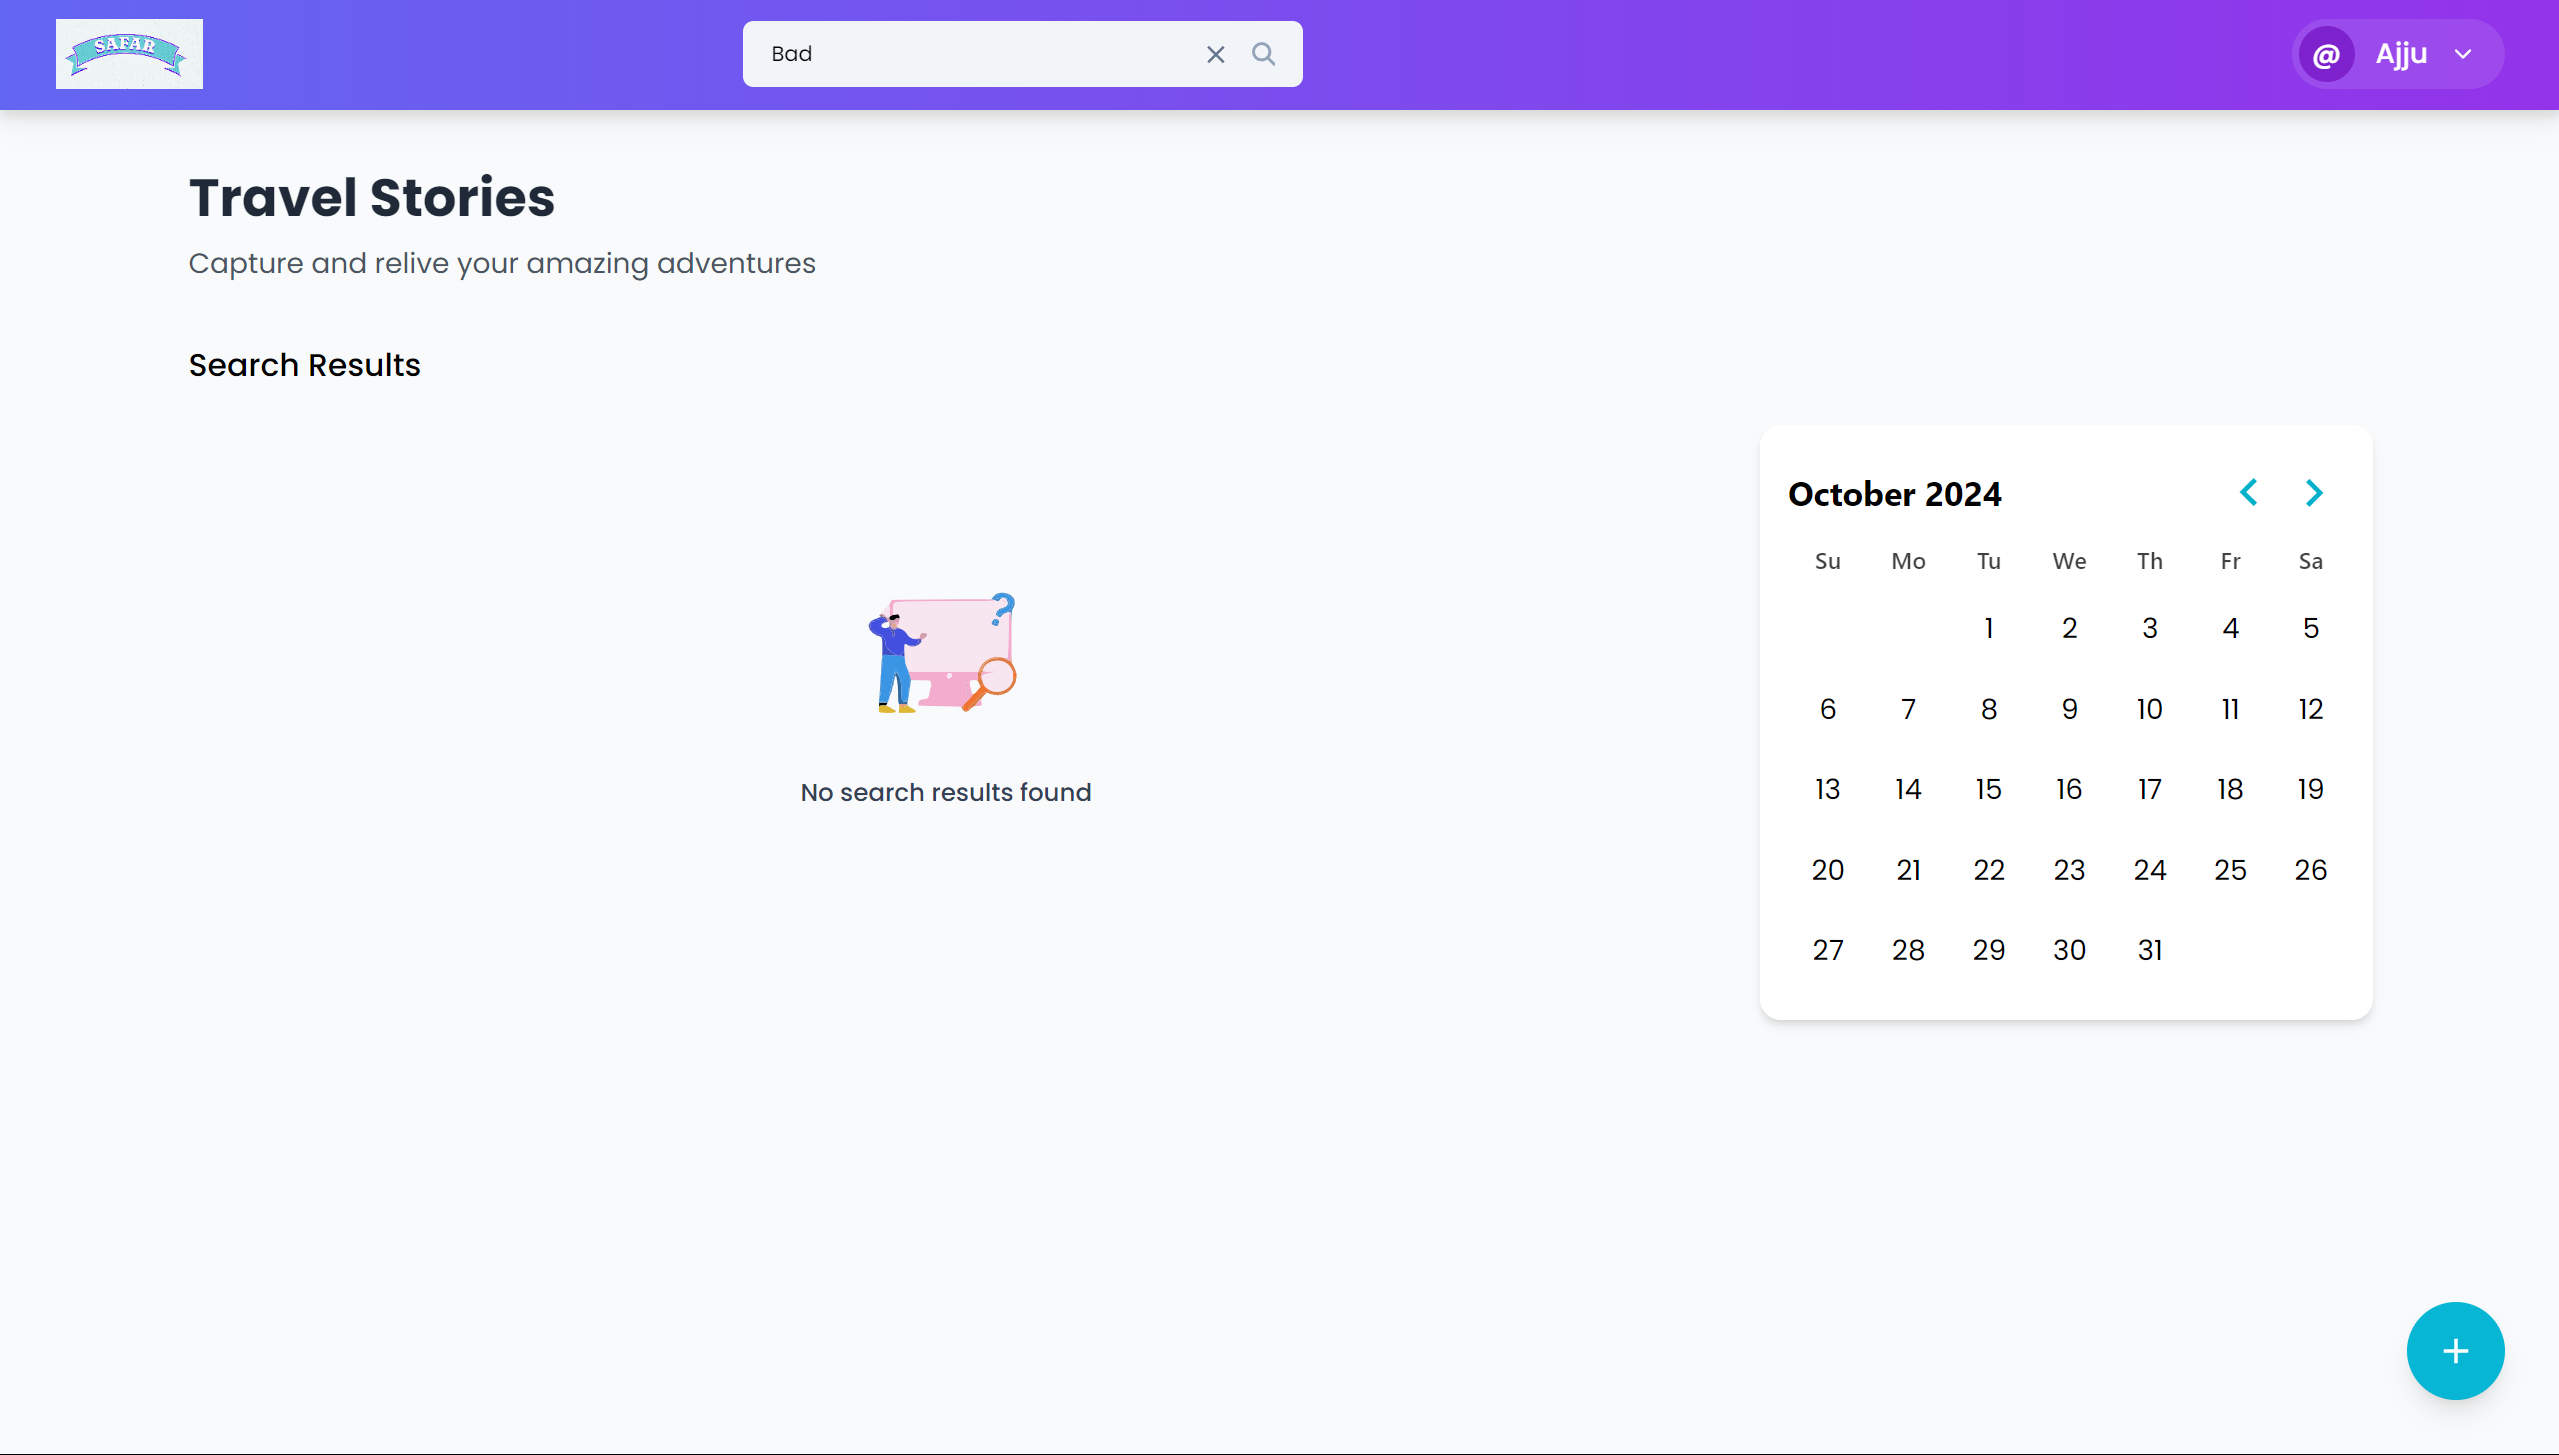 SAFAR
Bad
@ Ajju
Travel Stories
Capture and relive your amazing adventures
Search Results
No search results found
October 2024
Su Mo Tu We Th Fr Sa
1 2 3 4 5
6 7 8 9 10 11 12
13 14 15 16 17 18 19
20 21 22 23 24 25 26
27 28 29 30 31
+